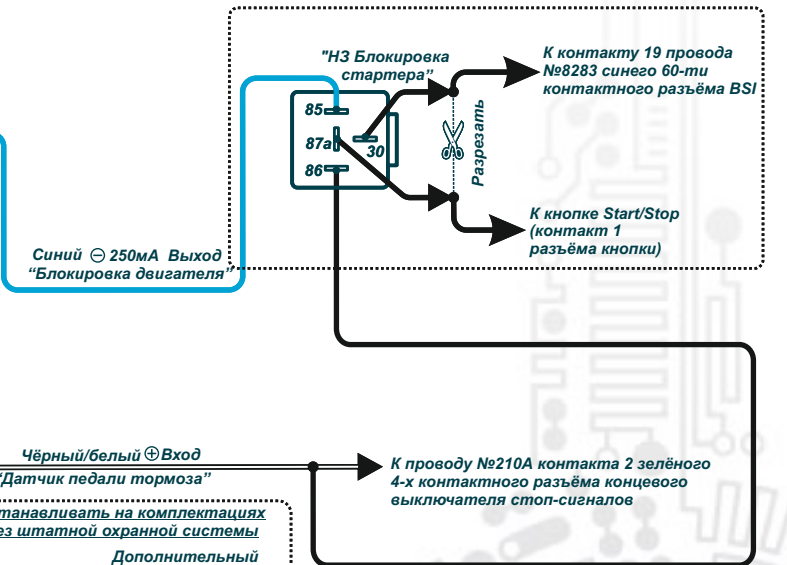 "НЗ Блокировка
стартера”
К контакту 19 провода
№8283 синего 60-ти
контактного разъёма BSI
85
87a
30
86
Разрезать
К кнопке Start/Stop
(контакт 1
разъёма кнопки)
Синий ⊖ 250мА Выход
“Блокировка двигателя”
Чёрный/белый ⊕ Вход
“Датчик педали тормоза”
К проводу №210А контакта 2 зелёного
4-х контактного разъёма концевого
выключателя стоп-сигналов
танавливать на комплектациях
ез штатной охранной системы
Дополнительный